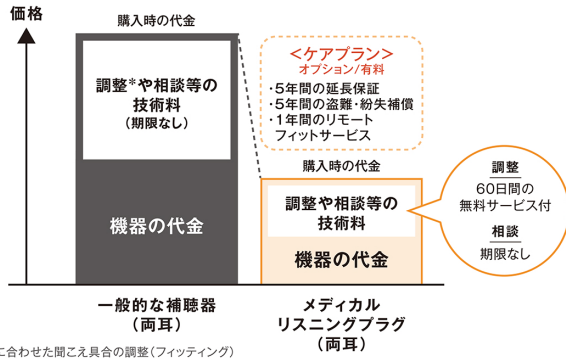 価格
購入時の代金
調整*や相談等の
技術料
(期限なし)
機器の代金
<ケアプラン>
オプション/有料
・5年間の延長保証
・5年間の盗難・紛失補償
・1年間のリモート
フィットサービス
購入時の代金
調整や相談等の
技術料
機器の代金
調整
60日間の
無料サービス付
相談
期限なし
一般的な補聴器
(両耳)
メディカル
リスニングプラグ
(両耳)
に合わせた聞こえ具合の調整(フィッティング)